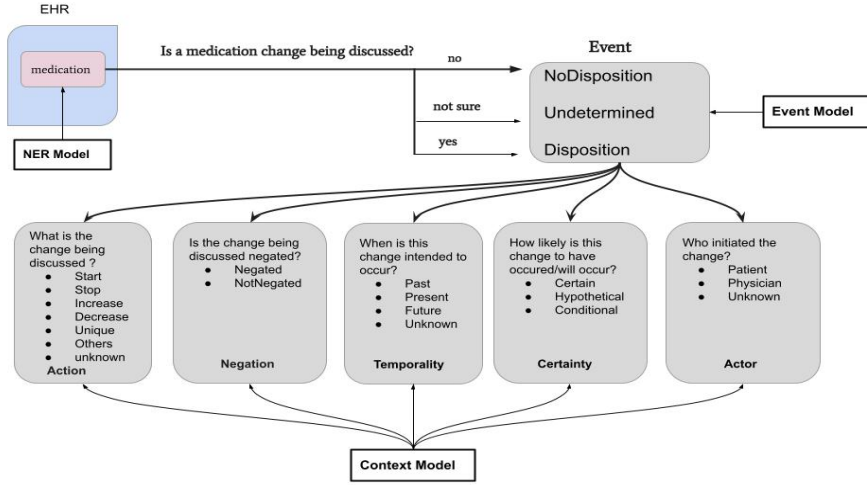 EHR
medication
NER Model
Is a medication change being discussed?
no
not sure
yes
Event
NoDisposition
Undetermined
Disposition
Event Model
What is the
change being
discussed ?
● Start
● Stop
● Increase
● Decrease
● Unique
● Others
● unknown
Action
Is the change being
discussed negated?
● Negated
● NotNegated
Negation
When is this
change intended to
occur?
● Past
● Present
● Future
● Unknown
Temporality
How likely is this
change to have
occured/will occur?
● Certain
● Hypothetical
● Conditional
Certainty
Who initiated the
change?
● Patient
● Physician
● Unknown
Actor
Context Model